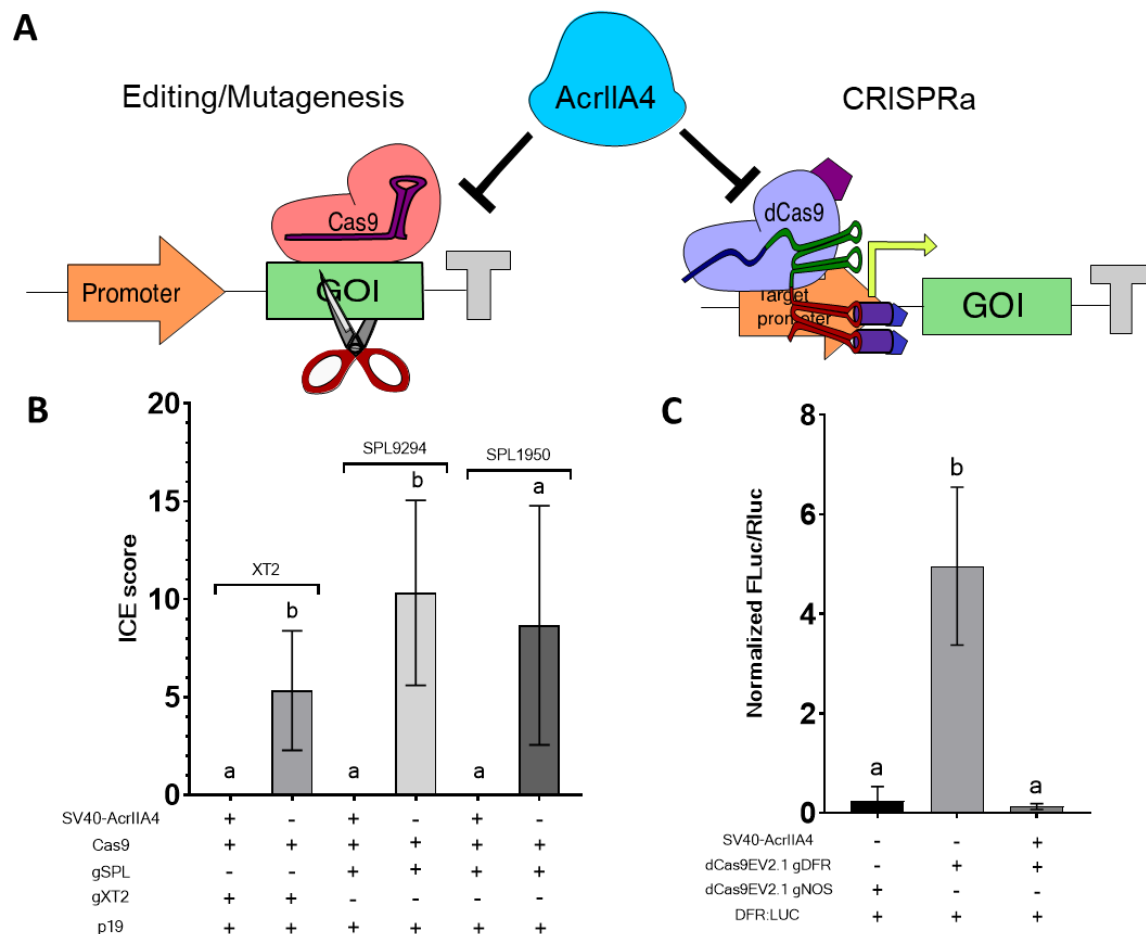 A
Editing/Mutagenesis
AcrIIA4
CRISPRa
Cas9
dCas9
Promoter
GOI
T
Target
promoter
GOI
T
B
20
15
10
5
0
ICE score
XT2
SPL9294
SPL1950
a
b
a
b
a
a
SV40-AcrIIA4 + - + - + -
Cas9 + + + + + +
gSPL - - + + + +
gXT2 + + - - - -
p19 + + + + + +
C
8
6
4
2
0
Normalized FLuc/Rluc
a
b
a
SV40-AcrIIA4 - - +
dCas9EV2.1 gDFR - + +
dCas9EV2.1 gNOS + - -
DFR:LUC + + +